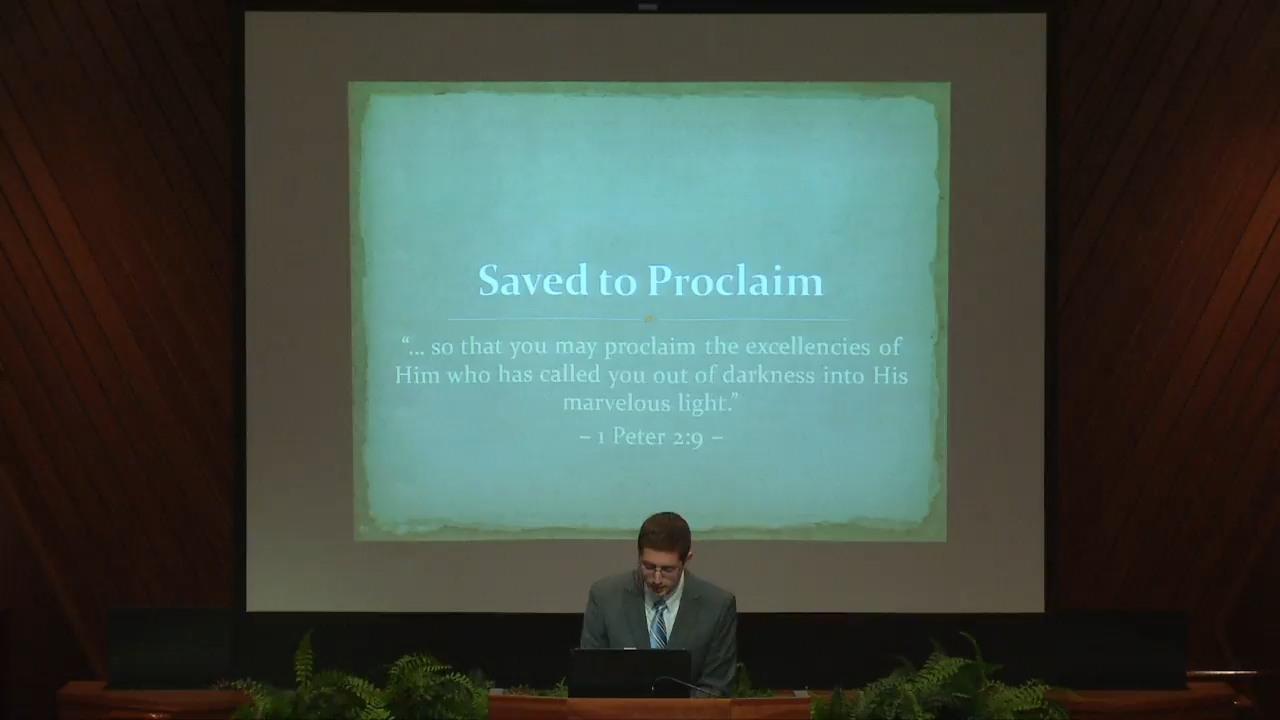 Saved to Proclaim
“... so that you may proclaim the excellencies of
Him who has called you out of darkness into His
marvelous light.”
– 1 Peter 2:9 –